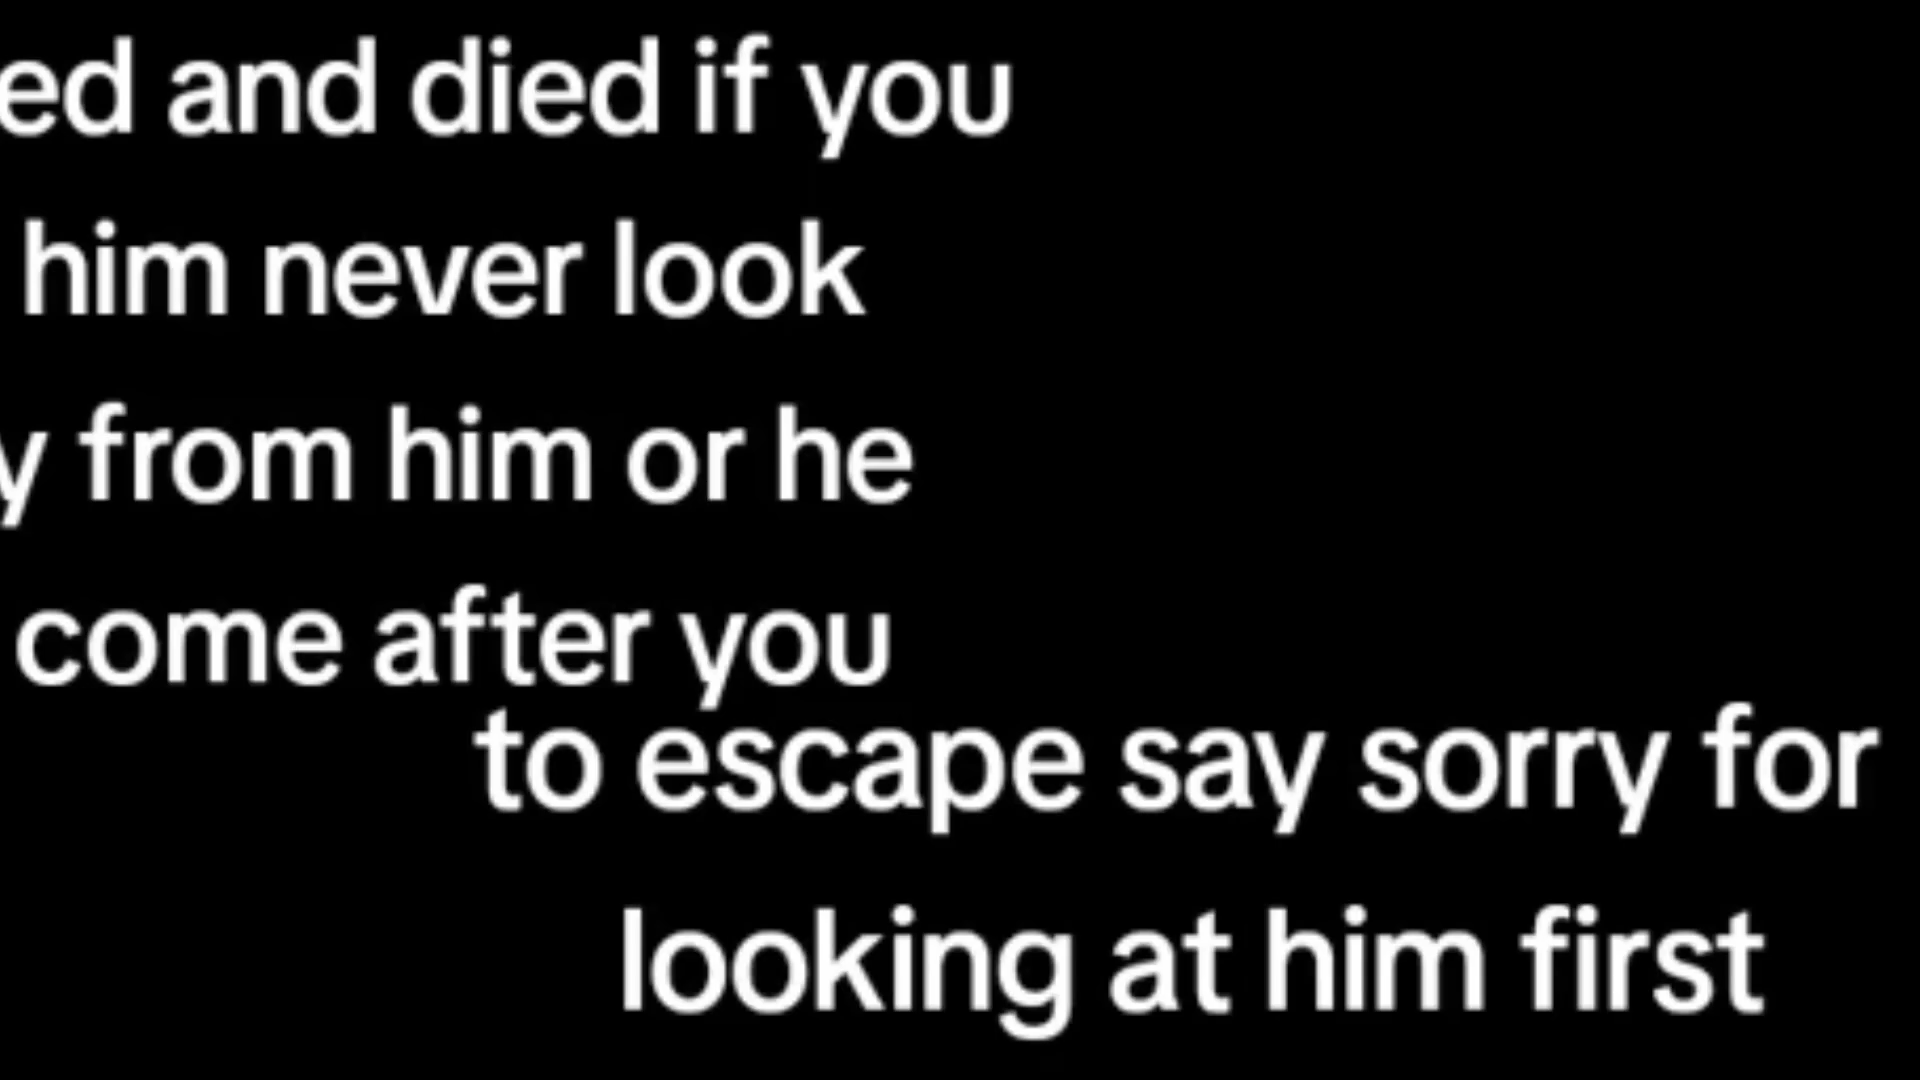 ed and died if you
him never look
y from him or he
come after you
to escape say sorry for
looking at him first